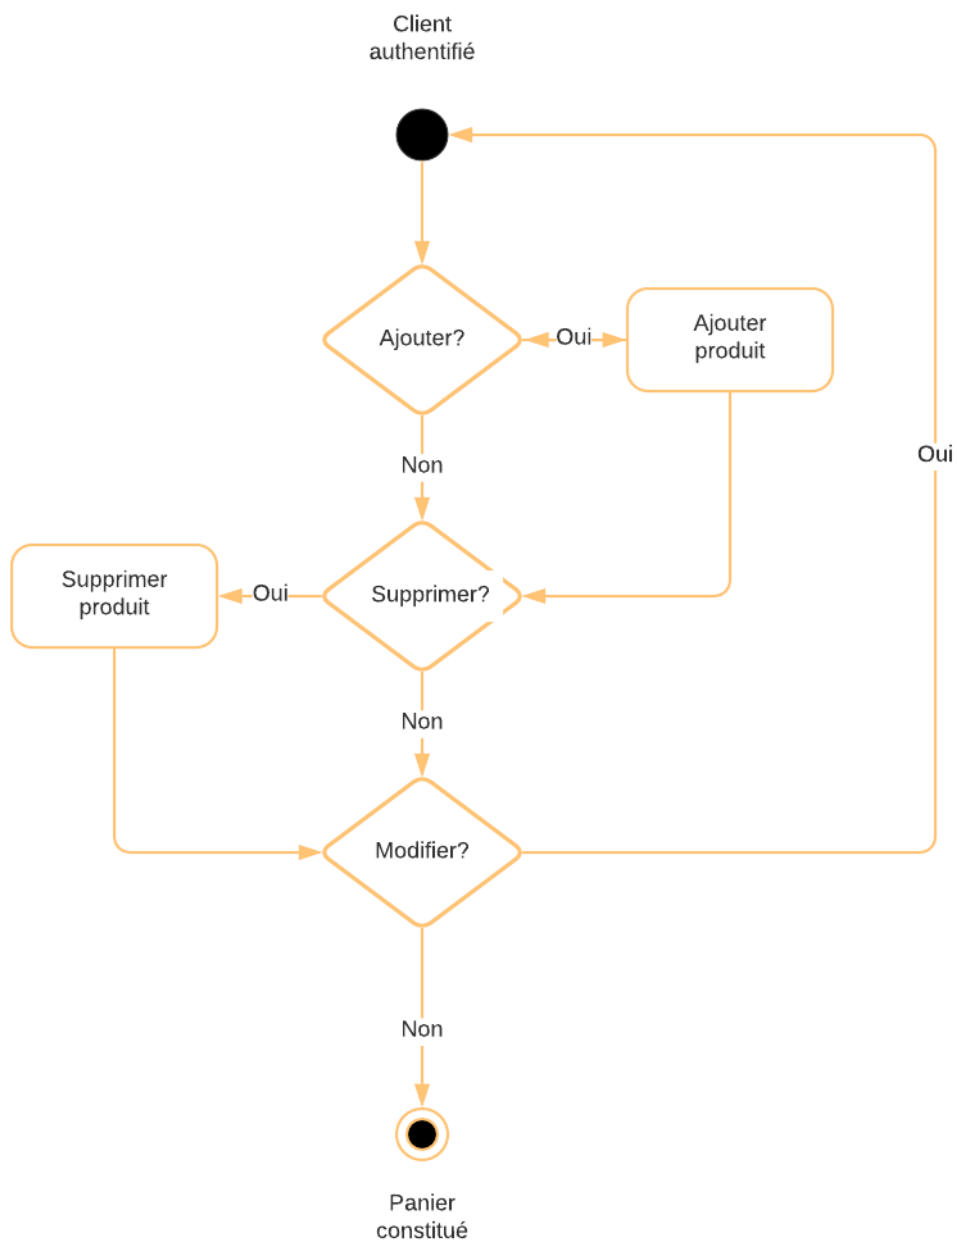 Client
authentifié
Ajouter?
Oui
Ajouter
produit
Non
Oui
Supprimer
produit
Oui
Supprimer?
Non
Modifier?
Non
Panier
constitué